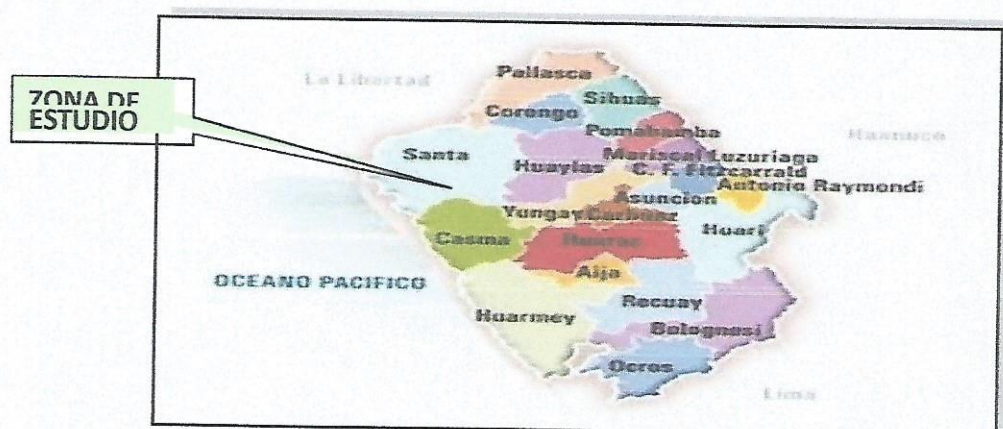 La Libertad
Pallasca
Sihuas
Corongo
ZONA DE
ESTUDIO
Pomabamba
Huanuco
Santa
Mariscal Luzuriaga
Huaylas
C. F. Fitzcarrald
Antonio Raymondi
Asuncion
Yungay
Carhuaz
Huari
Casma
Huaraz
Aija
OCEANO PACIFICO
Recuay
Huarmey
Bolognesi
Ocros
Lima